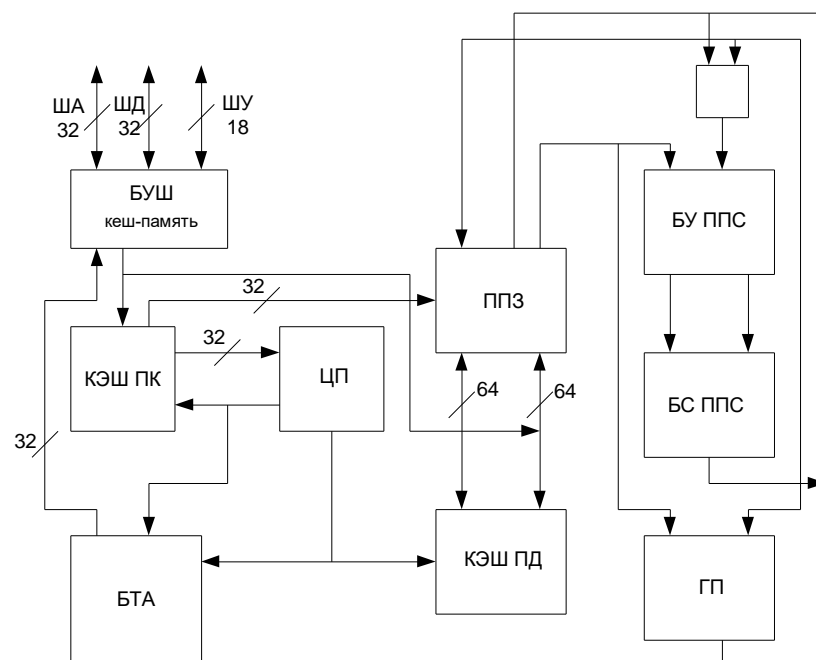 ША
32
ШД
32
ШУ
18
БУШ
кеш-память
БУ ППС
32
ППЗ
32
КЭШ ПК
ЦП
64
64
БС ППС
32
КЭШ ПД
БТА
ГП